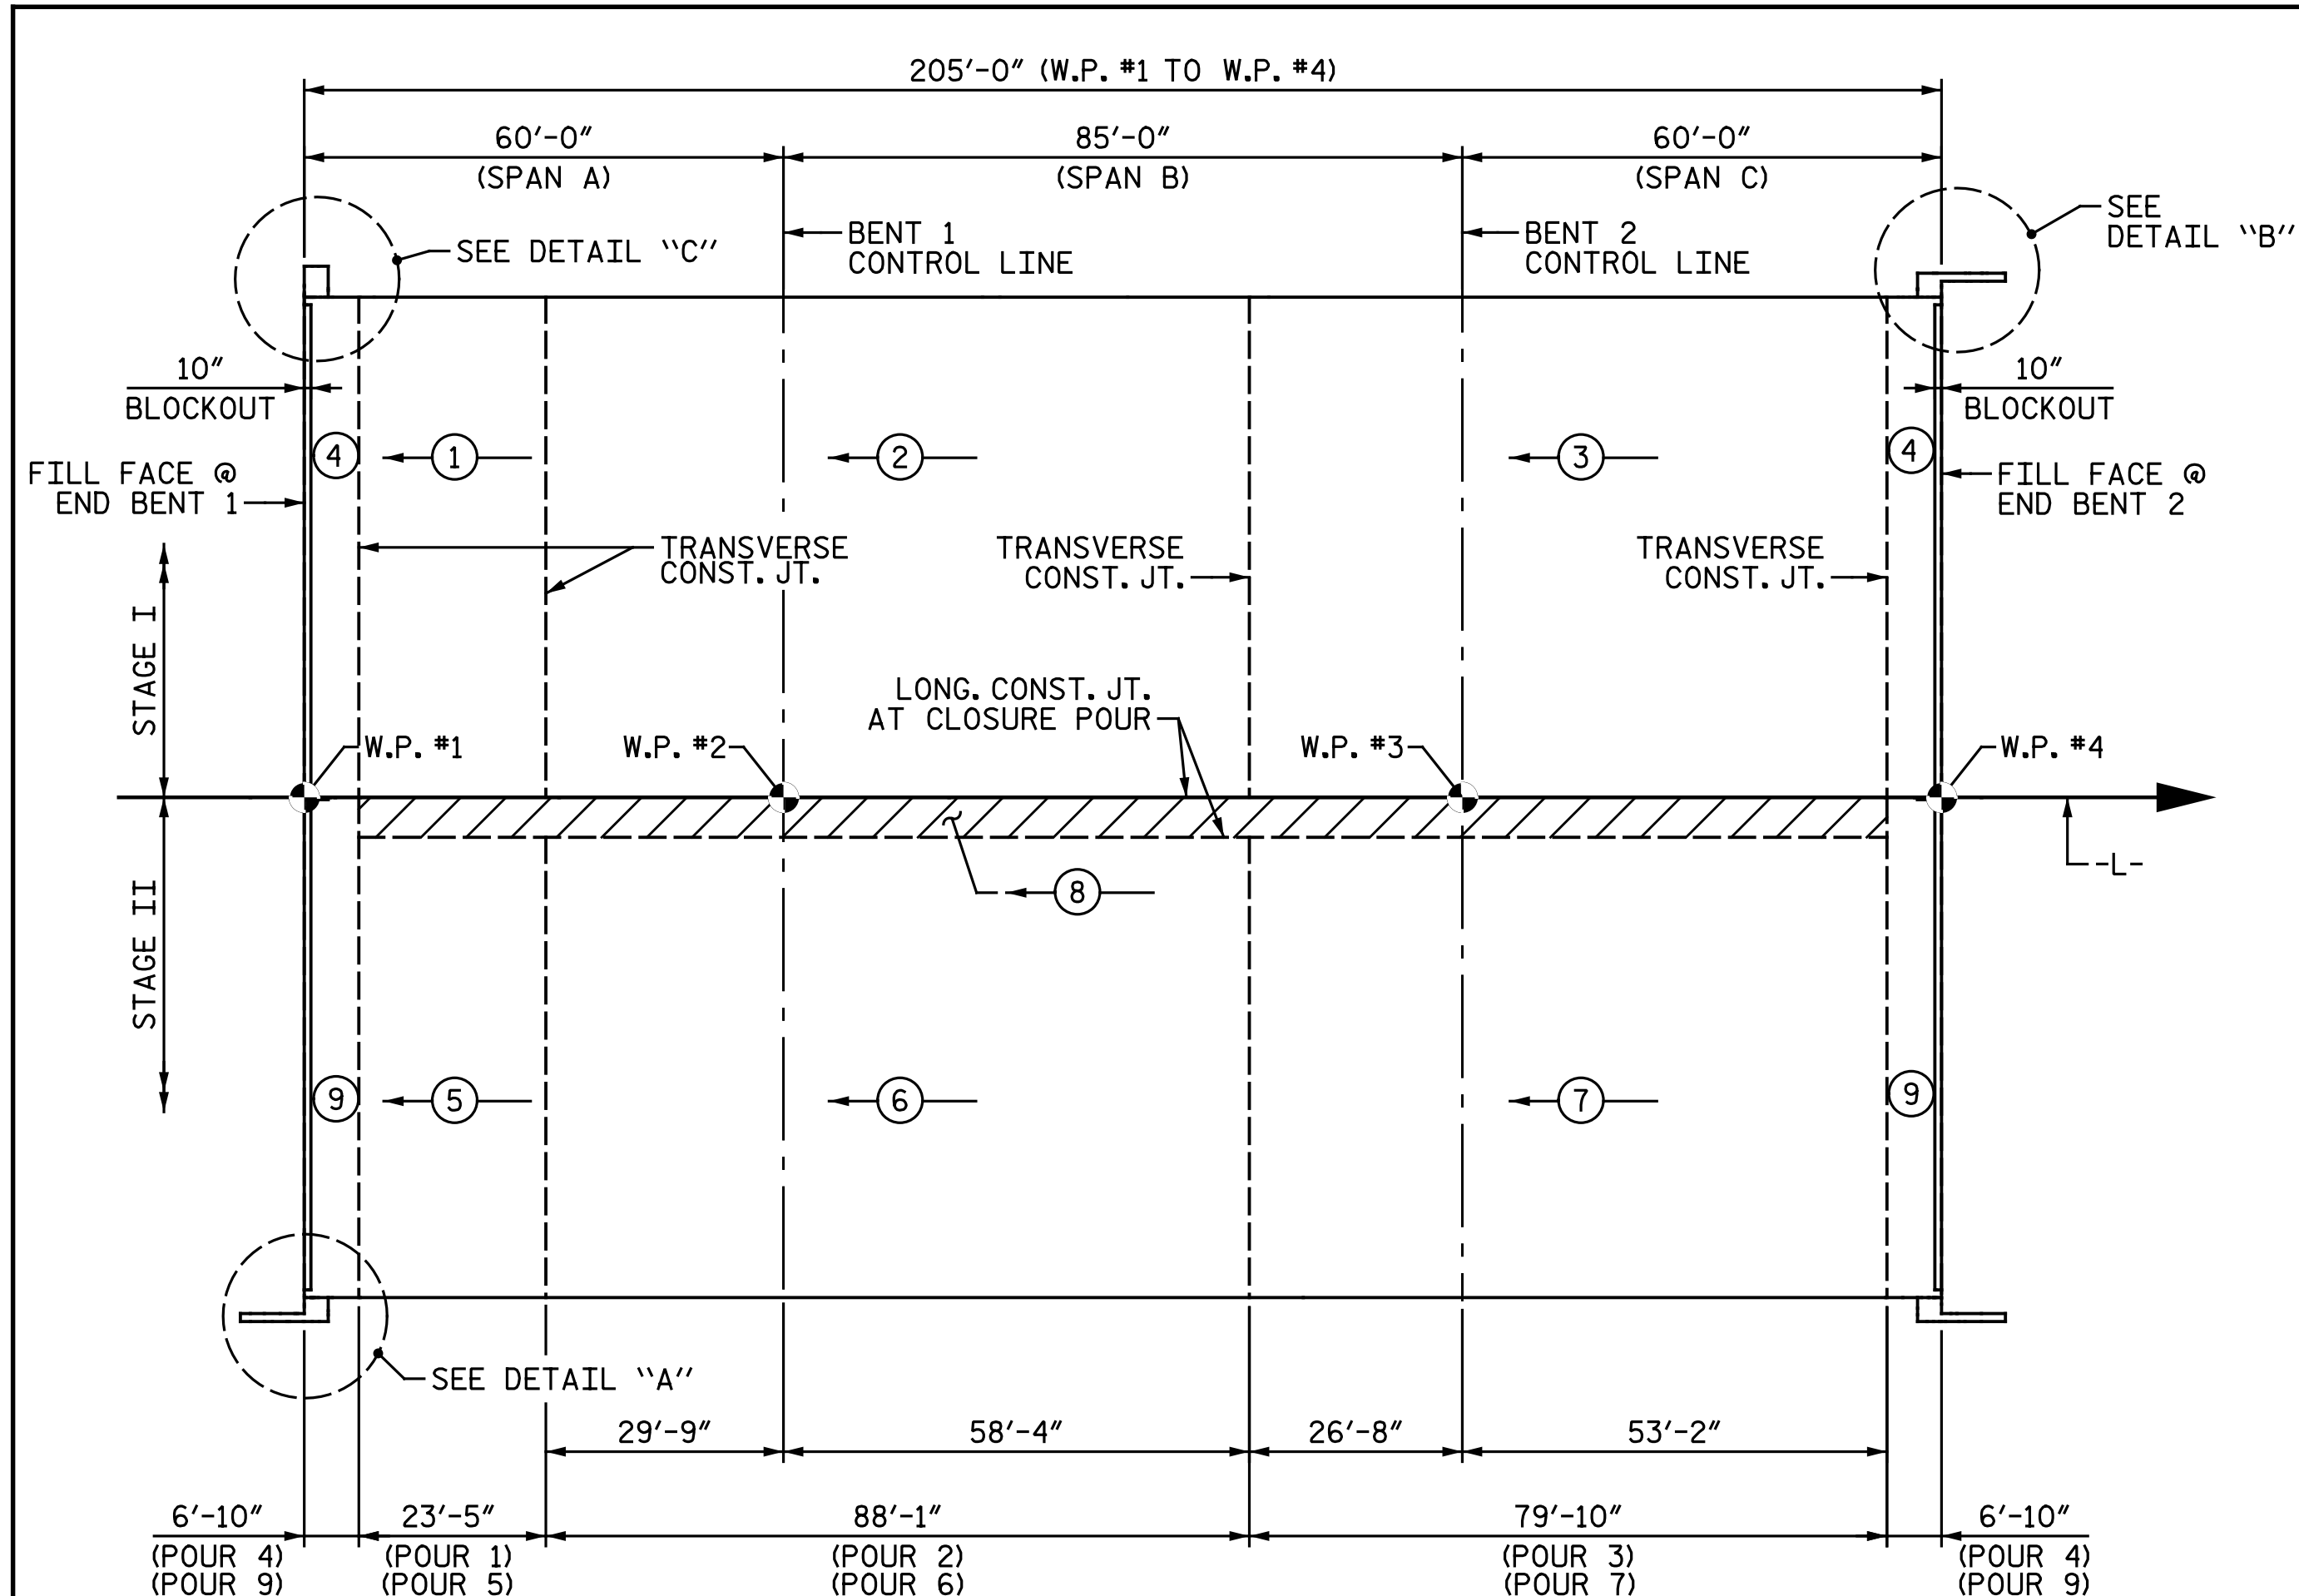 205'-0" (W.P. #1 TO W.P. #4)
60'-0"
(SPAN A)
85'-0"
(SPAN B)
60'-0"
(SPAN C)
SEE DETAIL "C"
BENT 1
CONTROL LINE
BENT 2
CONTROL LINE
SEE
DETAIL "B"
10"
BLOCKOUT
10"
BLOCKOUT
4
1
2
3
4
FILL FACE @
END BENT 1
FILL FACE @
END BENT 2
TRANSVERSE
CONST. JT.
TRANSVERSE
CONST. JT.
TRANSVERSE
CONST. JT.
STAGE I
LONG. CONST. JT.
AT CLOSURE POUR
W.P. #1
W.P. #2
W.P. #3
W.P. #4
-L-
8
STAGE II
9
5
6
7
9
SEE DETAIL "A"
29'-9"
58'-4"
26'-8"
53'-2"
6'-10"
(POUR 4)
(POUR 9)
23'-5"
(POUR 1)
(POUR 5)
88'-1"
(POUR 2)
(POUR 6)
79'-10"
(POUR 3)
(POUR 7)
6'-10"
(POUR 4)
(POUR 9)